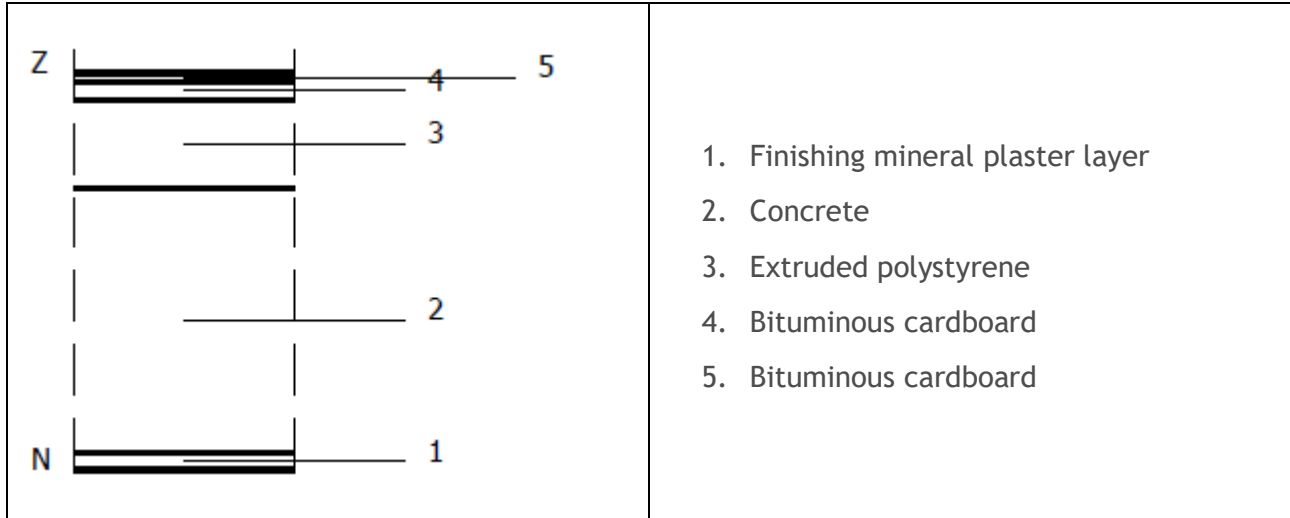 Z
5
4
3
2
N
1
1. Finishing mineral plaster layer
2. Concrete
3. Extruded polystyrene
4. Bituminous cardboard
5. Bituminous cardboard